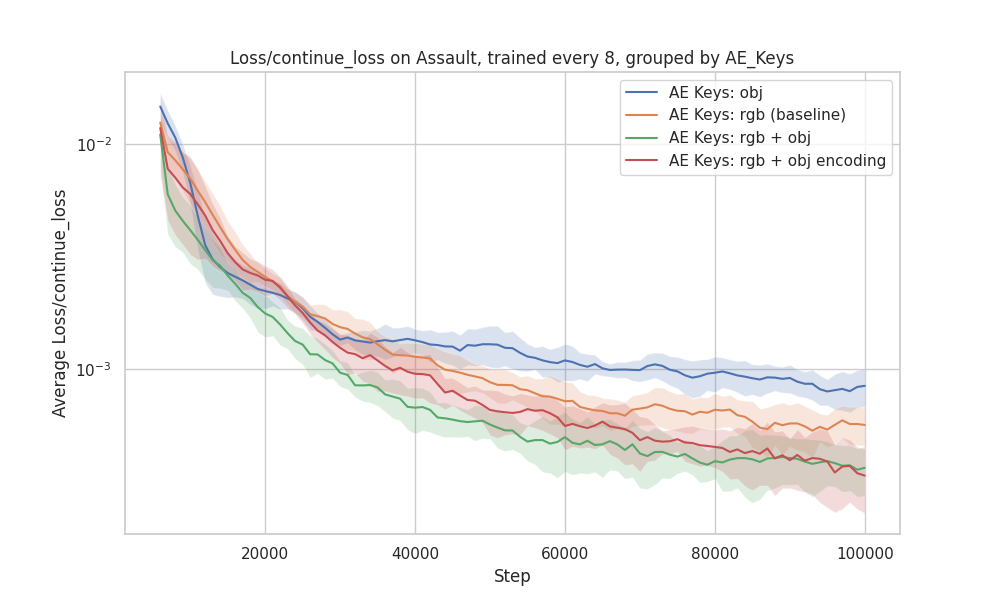 Loss/continue_loss on Assault, trained every 8, grouped by AE_Keys
AE Keys: obj
AE Keys: rgb (baseline)
AE Keys: rgb + obj
AE Keys: rgb + obj encoding
Average Loss/continue_loss
10⁻²
10⁻³
20000
40000
60000
80000
100000
Step